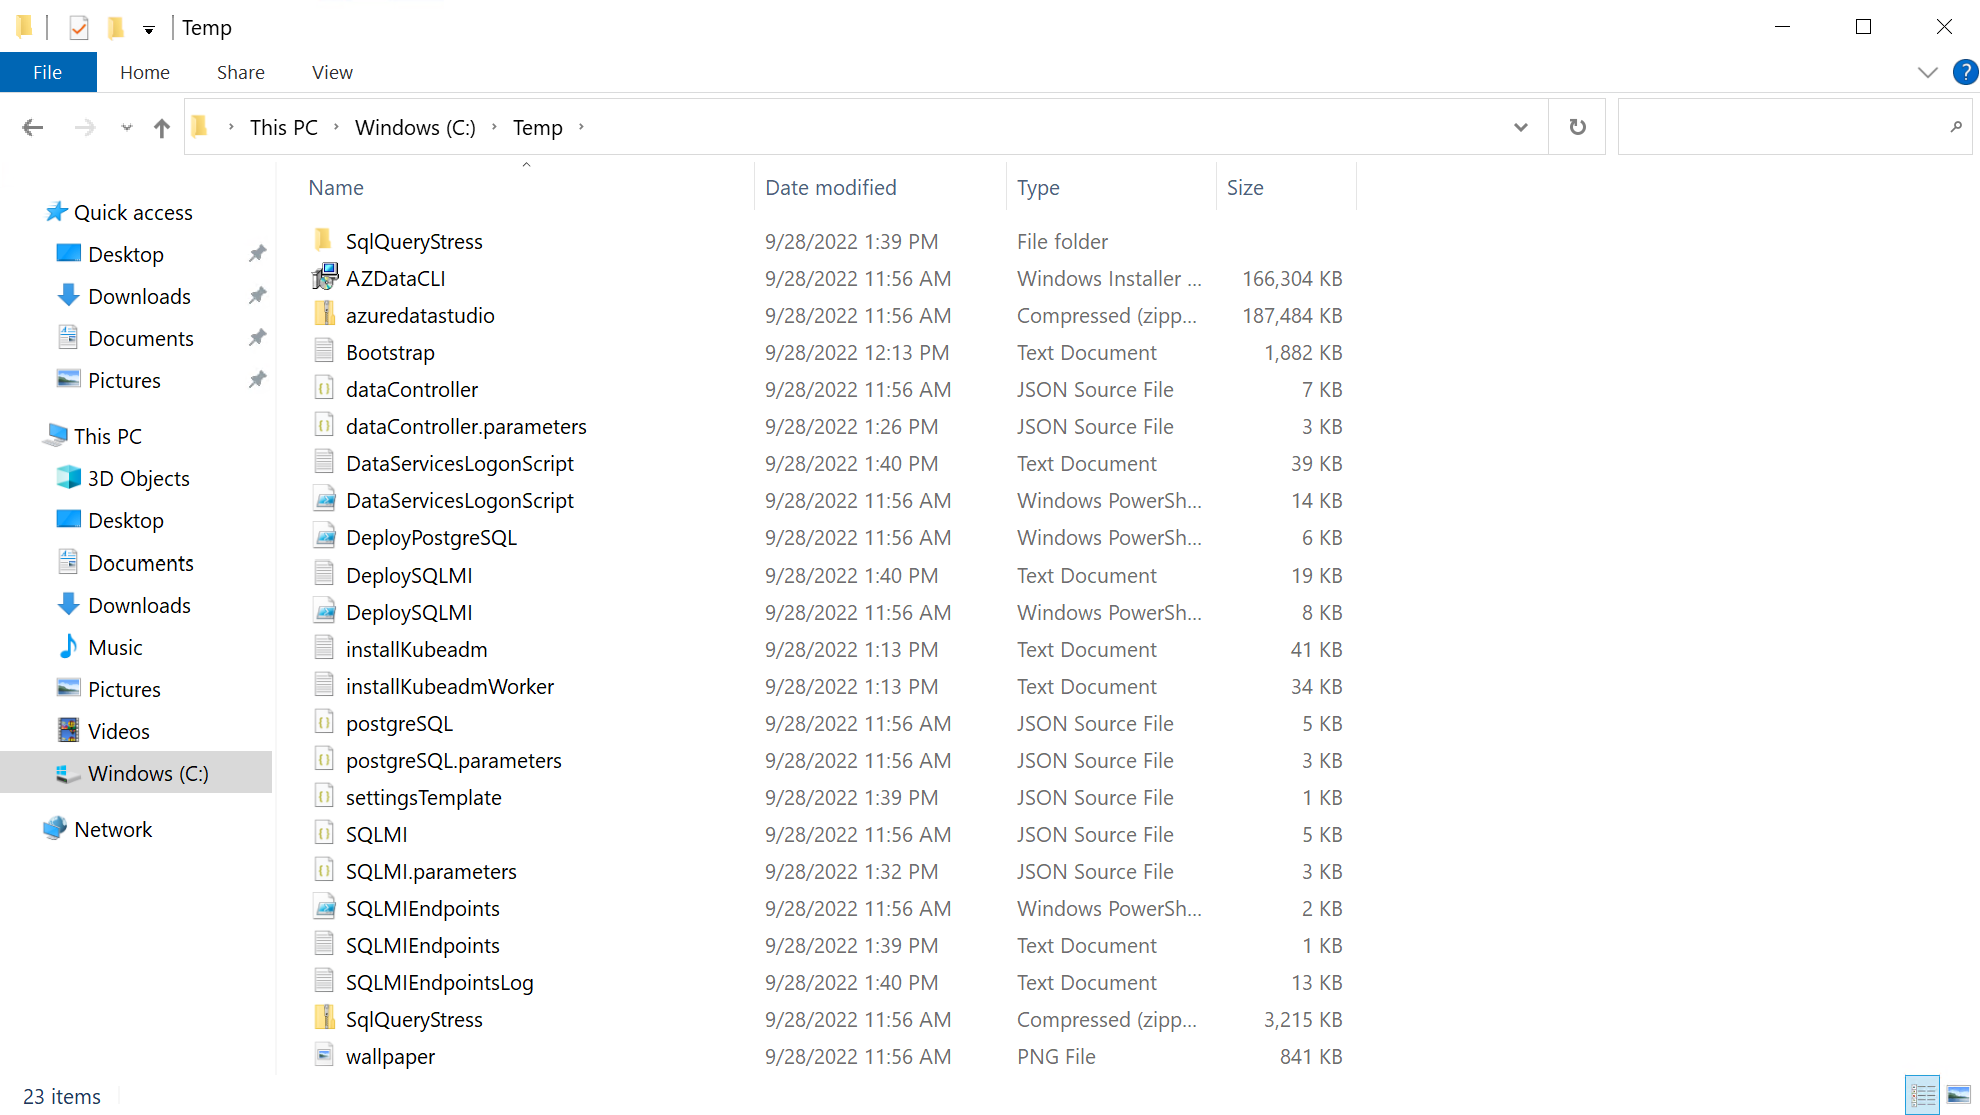 Temp
File Home Share View ?
This PC Windows (C:) Temp
Name Date modified Type Size
Quick access
Desktop
Downloads
Documents
Pictures
This PC
3D Objects
Desktop
Documents
Downloads
Music
Pictures
Videos
Windows (C:)
Network
SqlQueryStress 9/28/2022 1:39 PM File folder
AZDataCLI 9/28/2022 11:56 AM Windows Installer ... 166,304 KB
azuredatastudio 9/28/2022 11:56 AM Compressed (zipp... 187,484 KB
Bootstrap 9/28/2022 12:13 PM Text Document 1,882 KB
dataController 9/28/2022 11:56 AM JSON Source File 7 KB
dataController.parameters 9/28/2022 1:26 PM JSON Source File 3 KB
DataServicesLogonScript 9/28/2022 1:40 PM Text Document 39 KB
DataServicesLogonScript 9/28/2022 11:56 AM Windows PowerSh... 14 KB
DeployPostgreSQL 9/28/2022 11:56 AM Windows PowerSh... 6 KB
DeploySQLMI 9/28/2022 1:40 PM Text Document 19 KB
DeploySQLMI 9/28/2022 11:56 AM Windows PowerSh... 8 KB
installKubeadm 9/28/2022 1:13 PM Text Document 41 KB
installKubeadmWorker 9/28/2022 1:13 PM Text Document 34 KB
postgreSQL 9/28/2022 11:56 AM JSON Source File 5 KB
postgreSQL.parameters 9/28/2022 11:56 AM JSON Source File 3 KB
settingsTemplate 9/28/2022 1:39 PM JSON Source File 1 KB
SQLMI 9/28/2022 11:56 AM JSON Source File 5 KB
SQLMI.parameters 9/28/2022 1:32 PM JSON Source File 3 KB
SQLMIEndpoints 9/28/2022 11:56 AM Windows PowerSh... 2 KB
SQLMIEndpoints 9/28/2022 1:39 PM Text Document 1 KB
SQLMIEndpointsLog 9/28/2022 1:40 PM Text Document 13 KB
SqlQueryStress 9/28/2022 11:56 AM Compressed (zipp... 3,215 KB
wallpaper 9/28/2022 11:56 AM PNG File 841 KB
23 items